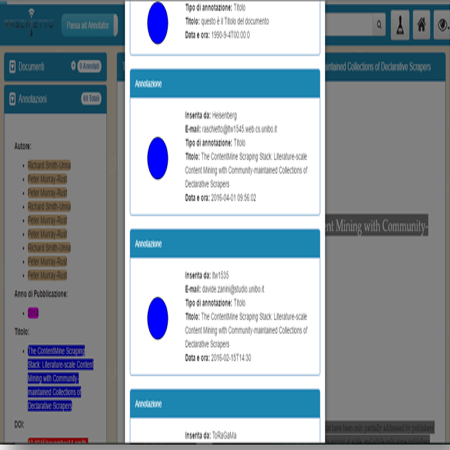 Passa ad Annotator
Documenti
Annotazioni
Autore:
Richard Smith-Unna
Peter Murray-Rust
Peter Murray-Rust
Richard Smith-Unna
Peter Murray-Rust
Peter Murray-Rust
Richard Smith-Unna
Peter Murray-Rust
Peter Murray-Rust
Anno di Pubblicazione:
Titolo:
The ContentMine Scraping
Stack: Literature-scale Content
Mining with Community-
maintained Collections of
Declarative Scrapers
DOI:
Tipo di annotazione: Titolo
Titolo: questo è il Titolo del documento
Data e ora: 1990-9-4T00:00:0
Annotazione
Inserita da: Heisenberg
E-mail: raschietto@ltw1545.web.cs.unibo.it
Tipo di annotazione: Titolo
Titolo: The ContentMine Scraping Stack: Literature-scale
Content Mining with Community-maintained Collections of
Declarative Scrapers
Data e ora: 2016-04-01 09:56:02
Annotazione
Inserita da: ltw1535
E-mail: davide.zanini@studio.unibo.it
Tipo di annotazione: Titolo
Titolo: The ContentMine Scraping Stack: Literature-scale
Content Mining with Community-maintained Collections of
Declarative Scrapers
Data e ora: 2016-02-15T14:30
Annotazione
Inserita da: ToRaGaMa
maintained Collections of Declarative Scrapers
ent Mining with Community-